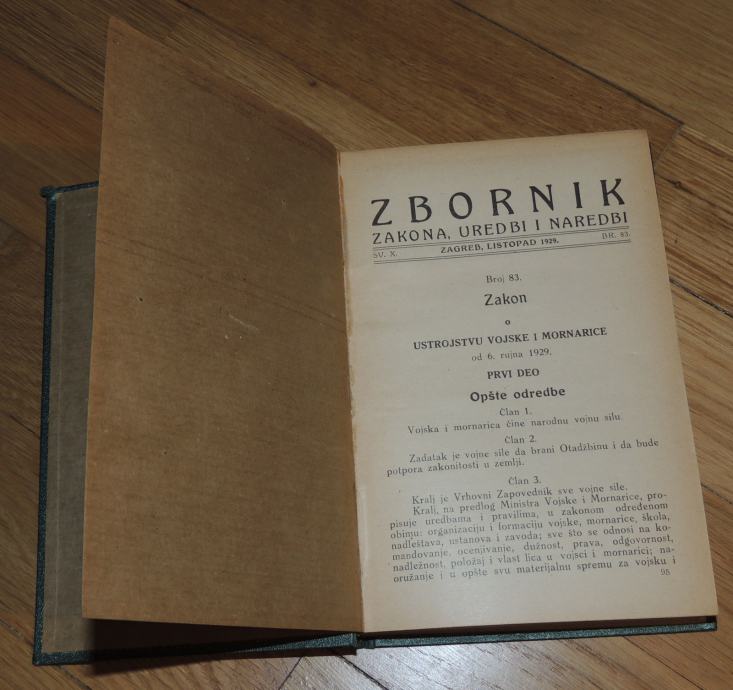 ZBORNIK
ZAKONA, UREDBI I NAREDBI
SV. X. ZAGREB, LISTOPAD 1929. BR. 83.
Broj 83.
Zakon
o
USTROJSTVU VOJSKE I MORNARICE
od 6. rujna 1929.
PRVI DEO
Opšte odredbe
Član 1.
Vojska i mornarica čine narodnu vojnu silu.
Član 2.
Zadatak je vojne sile da brani Otadžbinu i da bude
potpora zakonitosti u zemlji.
Član 3.
Kralj je Vrhovni Zapovednik sve vojne sile.
Kralj, na predlog Ministra Vojske i Mornarice, pro-
pisuje uredbama i pravilima, u zakonom određenom
obimu: organizaciju i formaciju vojske, mornarice, škola,
nadleštava, ustanova i zavoda; sve što se odnosi na ko-
mandovanje, ocenjivanje, dužnost, prava, odgovornost,
nadležnost, položaj i vlast lica u vojsci i mornarici; na-
oružanje i u opšte svu materijalnu spremu za vojsku i
95